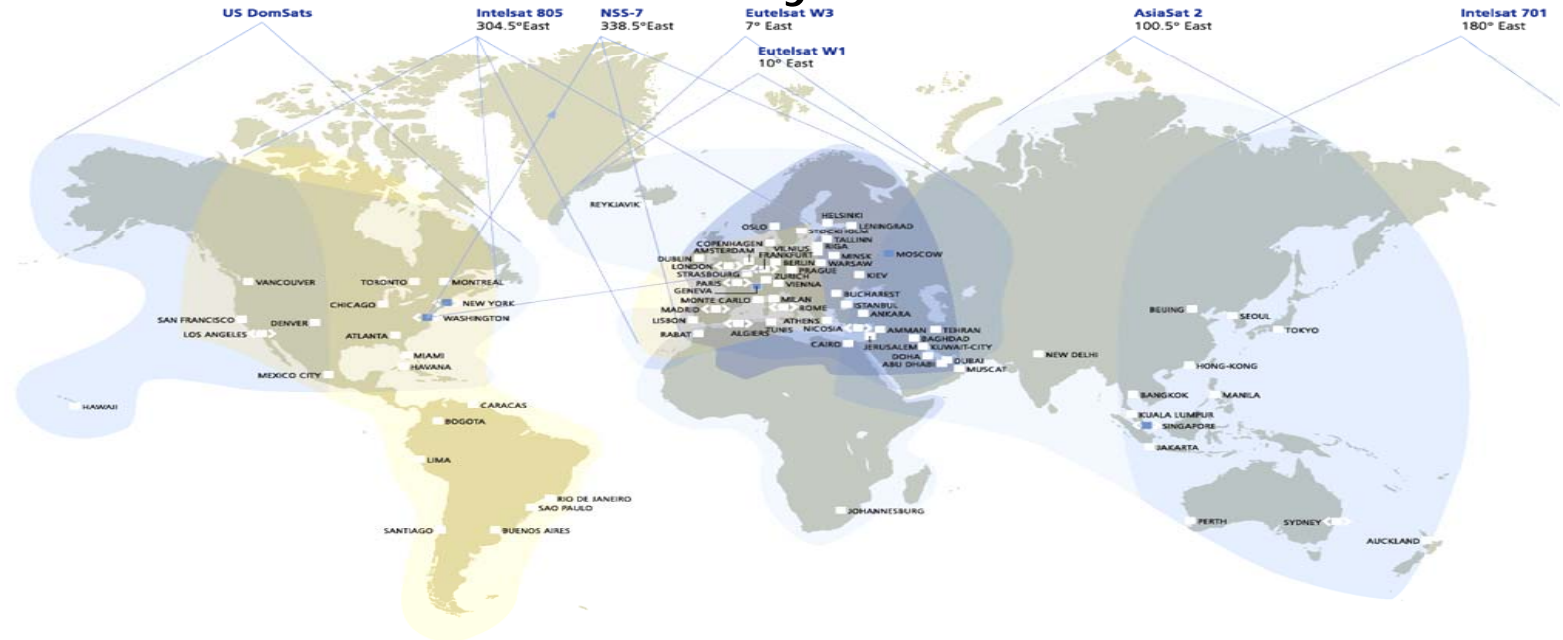 g
US DomSats
Intelsat 805
304.5°East
NSS-7
338.5°East
Eutelsat W3
7° East
Eutelsat W1
10° East
AsiaSat 2
100.5° East
Intelsat 701
180° East
REYKJAVIK
HELSINKI
OSLO
LENINGRAD
STOCKHOLM
COPENHAGEN
TALLINN
AMSTERDAM
VILNIUS
RIGA
DUBLIN
FRANKFURT
MINSK
MOSCOW
LONDON
BERLIN
WARSAW
STRASBOURG
PRAGUE
PARIS
ZURICH
KIEV
GENEVA
VIENNA
MONTE CARLO
MILAN
BUCHAREST
MADRID
ROME
ISTANBUL
ANKARA
LISBON
ATHENS
RABAT
ALGIERS
TUNIS
NICOSIA
AMMAN
TEHRAN
CAIRO
JERUSALEM
BAGHDAD
KUWAIT-CITY
DOHA
ABU DHABI
DUBAI
MUSCAT
VANCOUVER
TORONTO
MONTREAL
CHICAGO
NEW YORK
SAN FRANCISCO
DENVER
WASHINGTON
LOS ANGELES
ATLANTA
MIAMI
HAVANA
MEXICO CITY
HAWAII
CARACAS
BOGOTA
LIMA
RIO DE JANEIRO
SAO PAULO
SANTIAGO
BUENOS AIRES
JOHANNESBURG
BEIJING
SEOUL
TOKYO
NEW DELHI
HONG-KONG
BANGKOK
MANILA
KUALA LUMPUR
SINGAPORE
JAKARTA
PERTH
SYDNEY
AUCKLAND